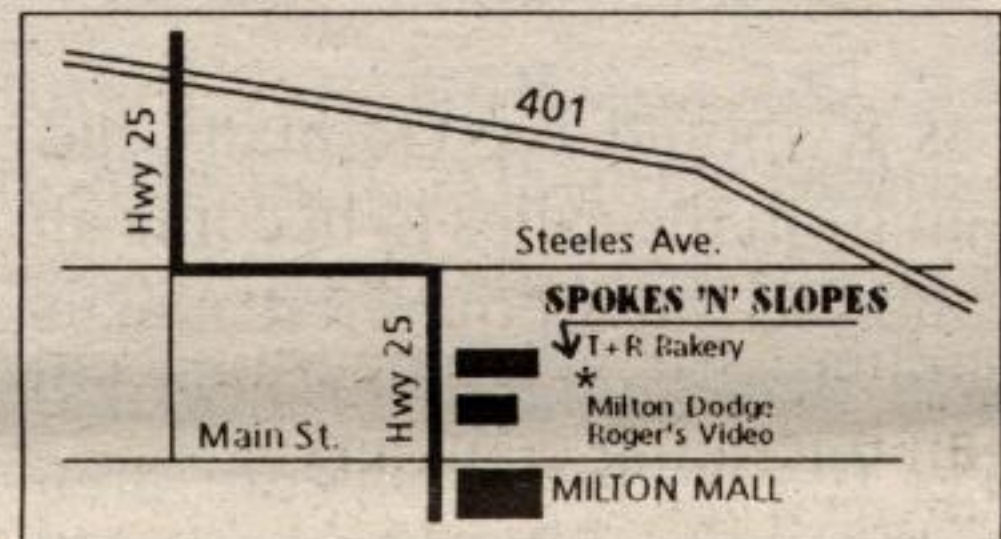 401
Hwy 25
Steeles Ave.
SPOKES 'N' SLOPES
T+R Bakery
*
Milton Dodge
Roger's Video
Hwy 25
Main St.
MILTON MALL